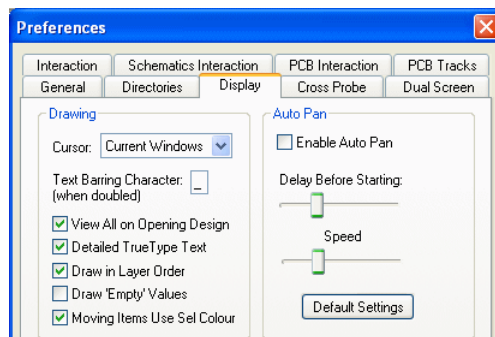 Preferences
Interaction
Schematics Interaction
PCB Interaction
PCB Tracks
General
Directories
Display
Cross Probe
Dual Screen
Drawing
Cursor: Current Windows
Text Barring Character: _
(when doubled)
View All on Opening Design
Detailed TrueType Text
Draw in Layer Order
Draw 'Empty' Values
Moving Items Use Sel Colour
Auto Pan
Enable Auto Pan
Delay Before Starting:
Speed
Default Settings